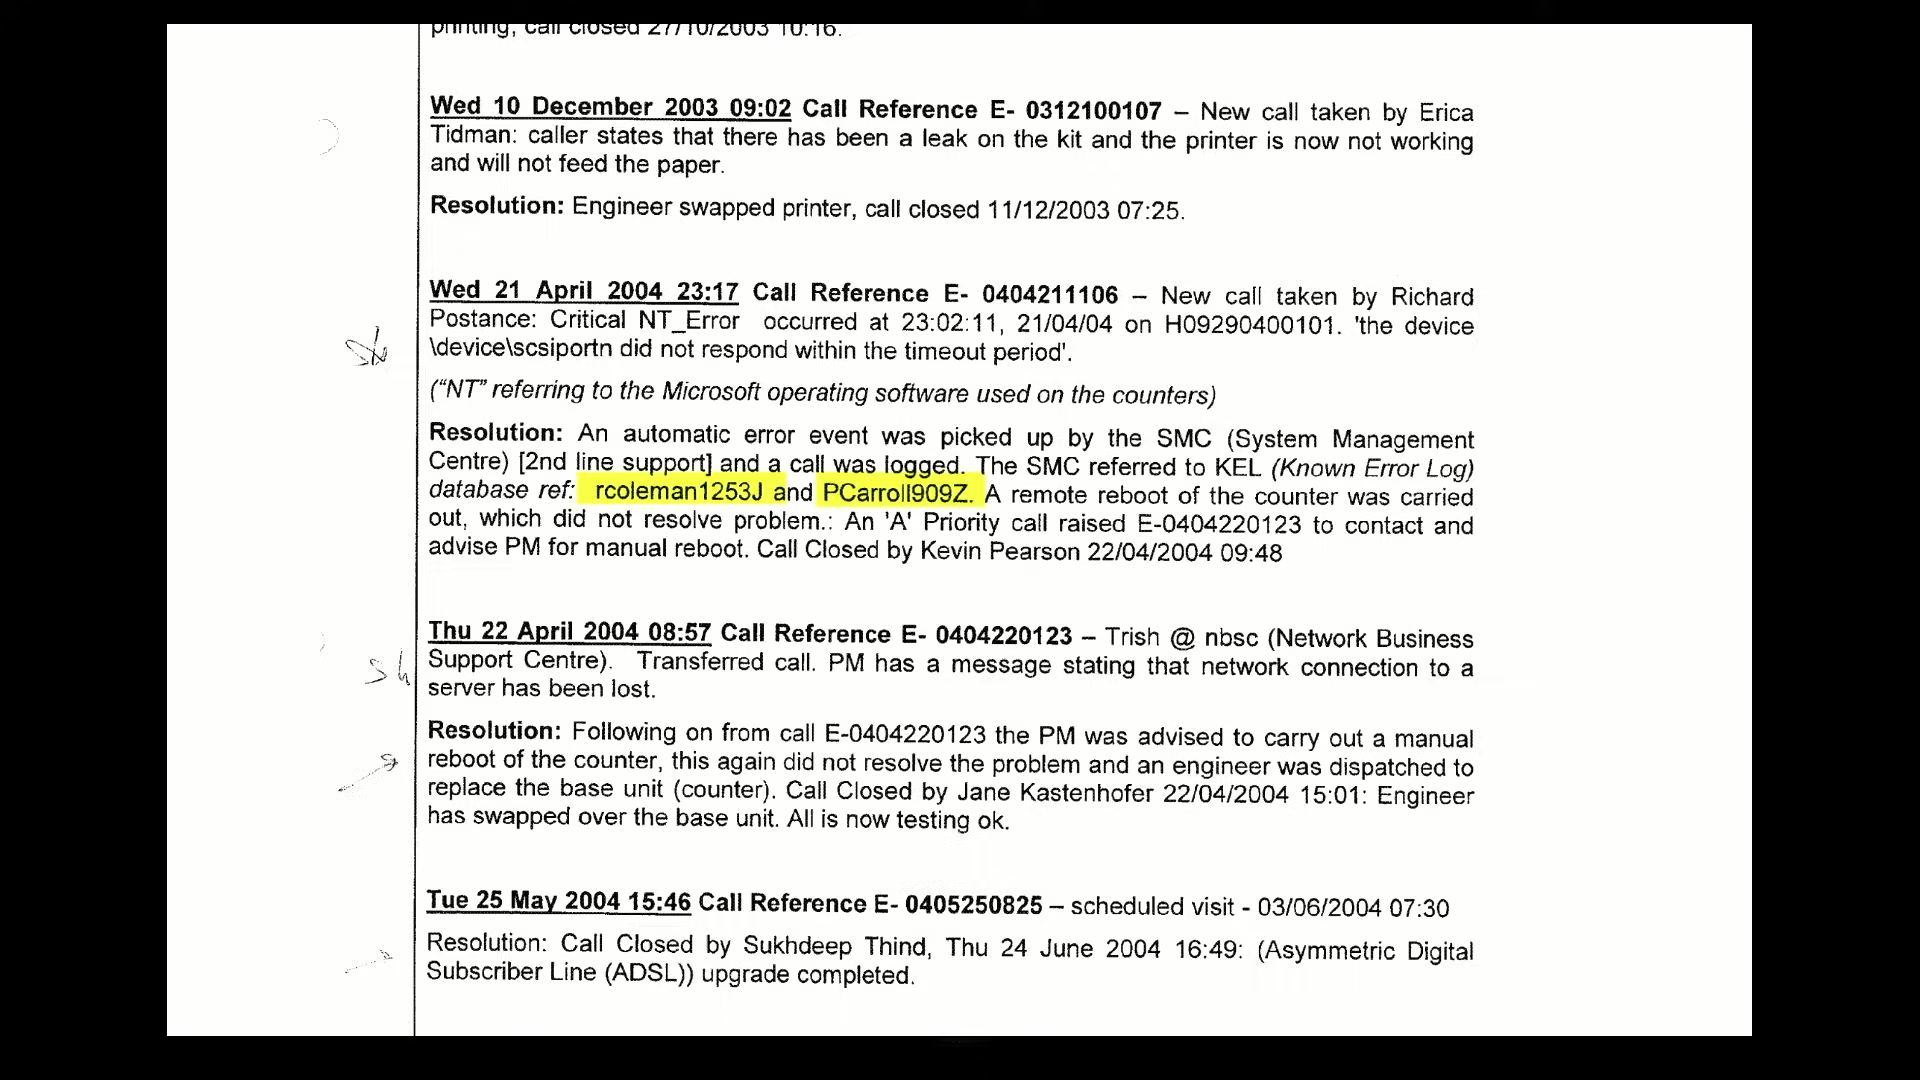 printing, call closed 27/10/2003 10:16.
Wed 10 December 2003 09:02 Call Reference E- 0312100107 – New call taken by Erica
Tidman: caller states that there has been a leak on the kit and the printer is now not working
and will not feed the paper.
Resolution: Engineer swapped printer, call closed 11/12/2003 07:25.
Wed 21 April 2004 23:17 Call Reference E- 0404211106 – New call taken by Richard
Postance: Critical NT_Error occurred at 23:02:11, 21/04/04 on H09290400101. 'the device
\device\scsiportn did not respond within the timeout period'.
("NT" referring to the Microsoft operating software used on the counters)
Resolution: An automatic error event was picked up by the SMC (System Management
Centre) [2nd line support] and a call was logged. The SMC referred to KEL (Known Error Log)
database ref: rcoleman1253J and PCarroll909Z. A remote reboot of the counter was carried
out, which did not resolve problem.: An 'A' Priority call raised E-0404220123 to contact and
advise PM for manual reboot. Call Closed by Kevin Pearson 22/04/2004 09:48
Thu 22 April 2004 08:57 Call Reference E- 0404220123 – Trish @ nbsc (Network Business
Support Centre). Transferred call. PM has a message stating that network connection to a
server has been lost.
Resolution: Following on from call E-0404220123 the PM was advised to carry out a manual
reboot of the counter, this again did not resolve the problem and an engineer was dispatched to
replace the base unit (counter). Call Closed by Jane Kastenhofer 22/04/2004 15:01: Engineer
has swapped over the base unit. All is now testing ok.
Tue 25 May 2004 15:46 Call Reference E- 0405250825 – scheduled visit - 03/06/2004 07:30
Resolution: Call Closed by Sukhdeep Thind, Thu 24 June 2004 16:49: (Asymmetric Digital
Subscriber Line (ADSL)) upgrade completed.